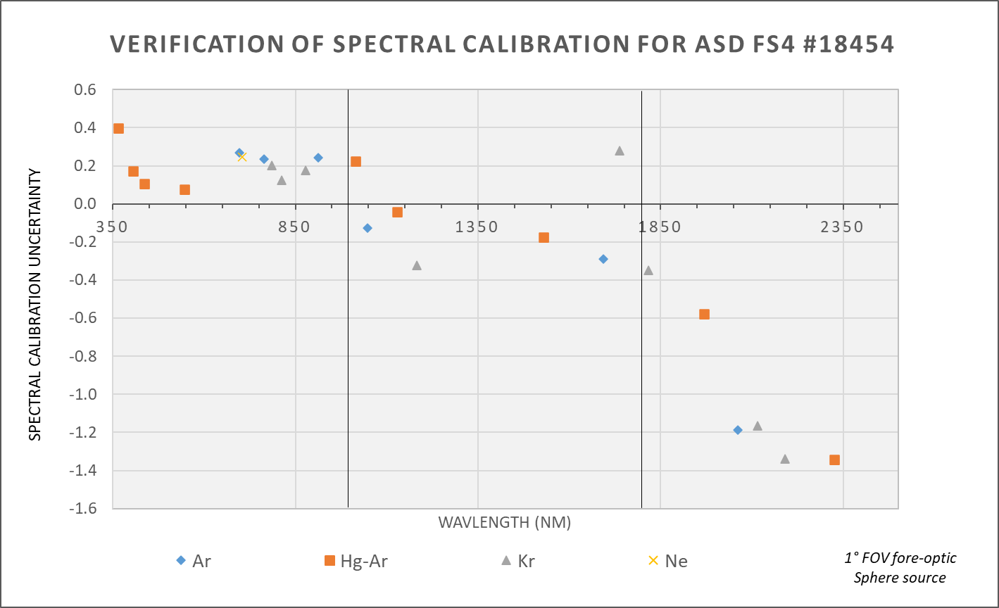 VERIFICATION OF SPECTRAL CALIBRATION FOR ASD FS4 #18454
SPECTRAL CALIBRATION UNCERTAINTY
0.6
0.4
0.2
0.0
-0.2
-0.4
-0.6
-0.8
-1.0
-1.2
-1.4
-1.6
350 850 1350 1850 2350
WAVLENGTH (NM)
Ar Hg-Ar Kr Ne
1° FOV fore-optic
Sphere source